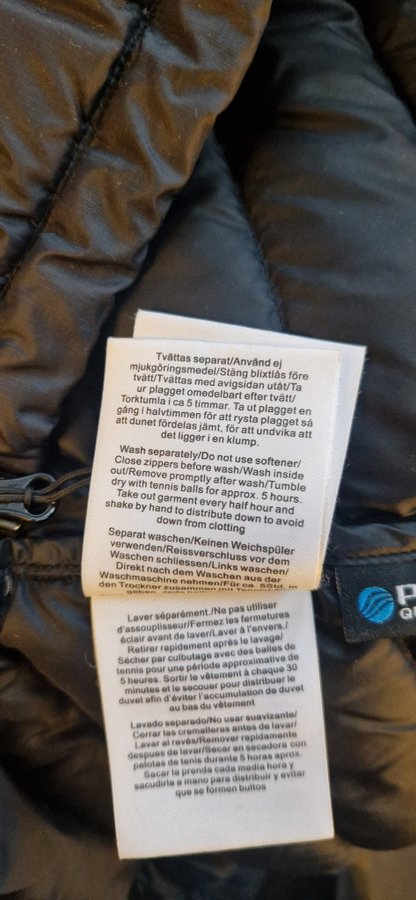 Tvättas separat/Använd ej
mjukgöringsmedel/Stäng blixtlås före
tvätt/Tvättas med avigsidan utåt/Ta
ur plagget omedelbart efter tvätt/
Torktumla i ca 5 timmar. Ta ut plagget en
gång i halvtimmen för att rysta plagget så
att dunet fördelas jämt, för att undvika att
det ligger i en klump.
Wash separately/Do not use softener/
Close zippers before wash/Wash inside
out/Remove promptly after wash/Tumble
dry with tennis balls for approx. 5 hours.
Take out garment every half hour and
shake by hand to distribute down to avoid
down from clotting
Separat waschen/Keinen Weichspüler
verwenden/Reissverschluss vor dem
Waschen schliessen/Links waschen/
Direkt nach dem Waschen aus der
Waschmaschine nehmen/Für ca. 5Std. in
den Trockner zusammen mit
Laver séparément./Ne pas utiliser
d'assouplisseur/Fermez les fermetures
éclair avant de laver/Laver à l'envers./
Retirer rapidement après le lavage/
Sécher par culbutage avec des balles de
tennis pour une période approximative de
5 heures. Sortir le vêtement à chaque 30
minutes et le secouer pour distribuer le
duvet afin d'éviter l'accumulation de duvet
au bas du vêtement
Lavado separado/No usar suavizante/
Cerrar las cremalleras antes de lavar/
Lavar al revés/Remover rapidamente
despues de lavar/Secar en secadora con
pelotas de tenis durante 5 horas aprox.
Sacar la prenda cada media hora y
sacudirla a mano para distribuir y evitar
que se formen bultos